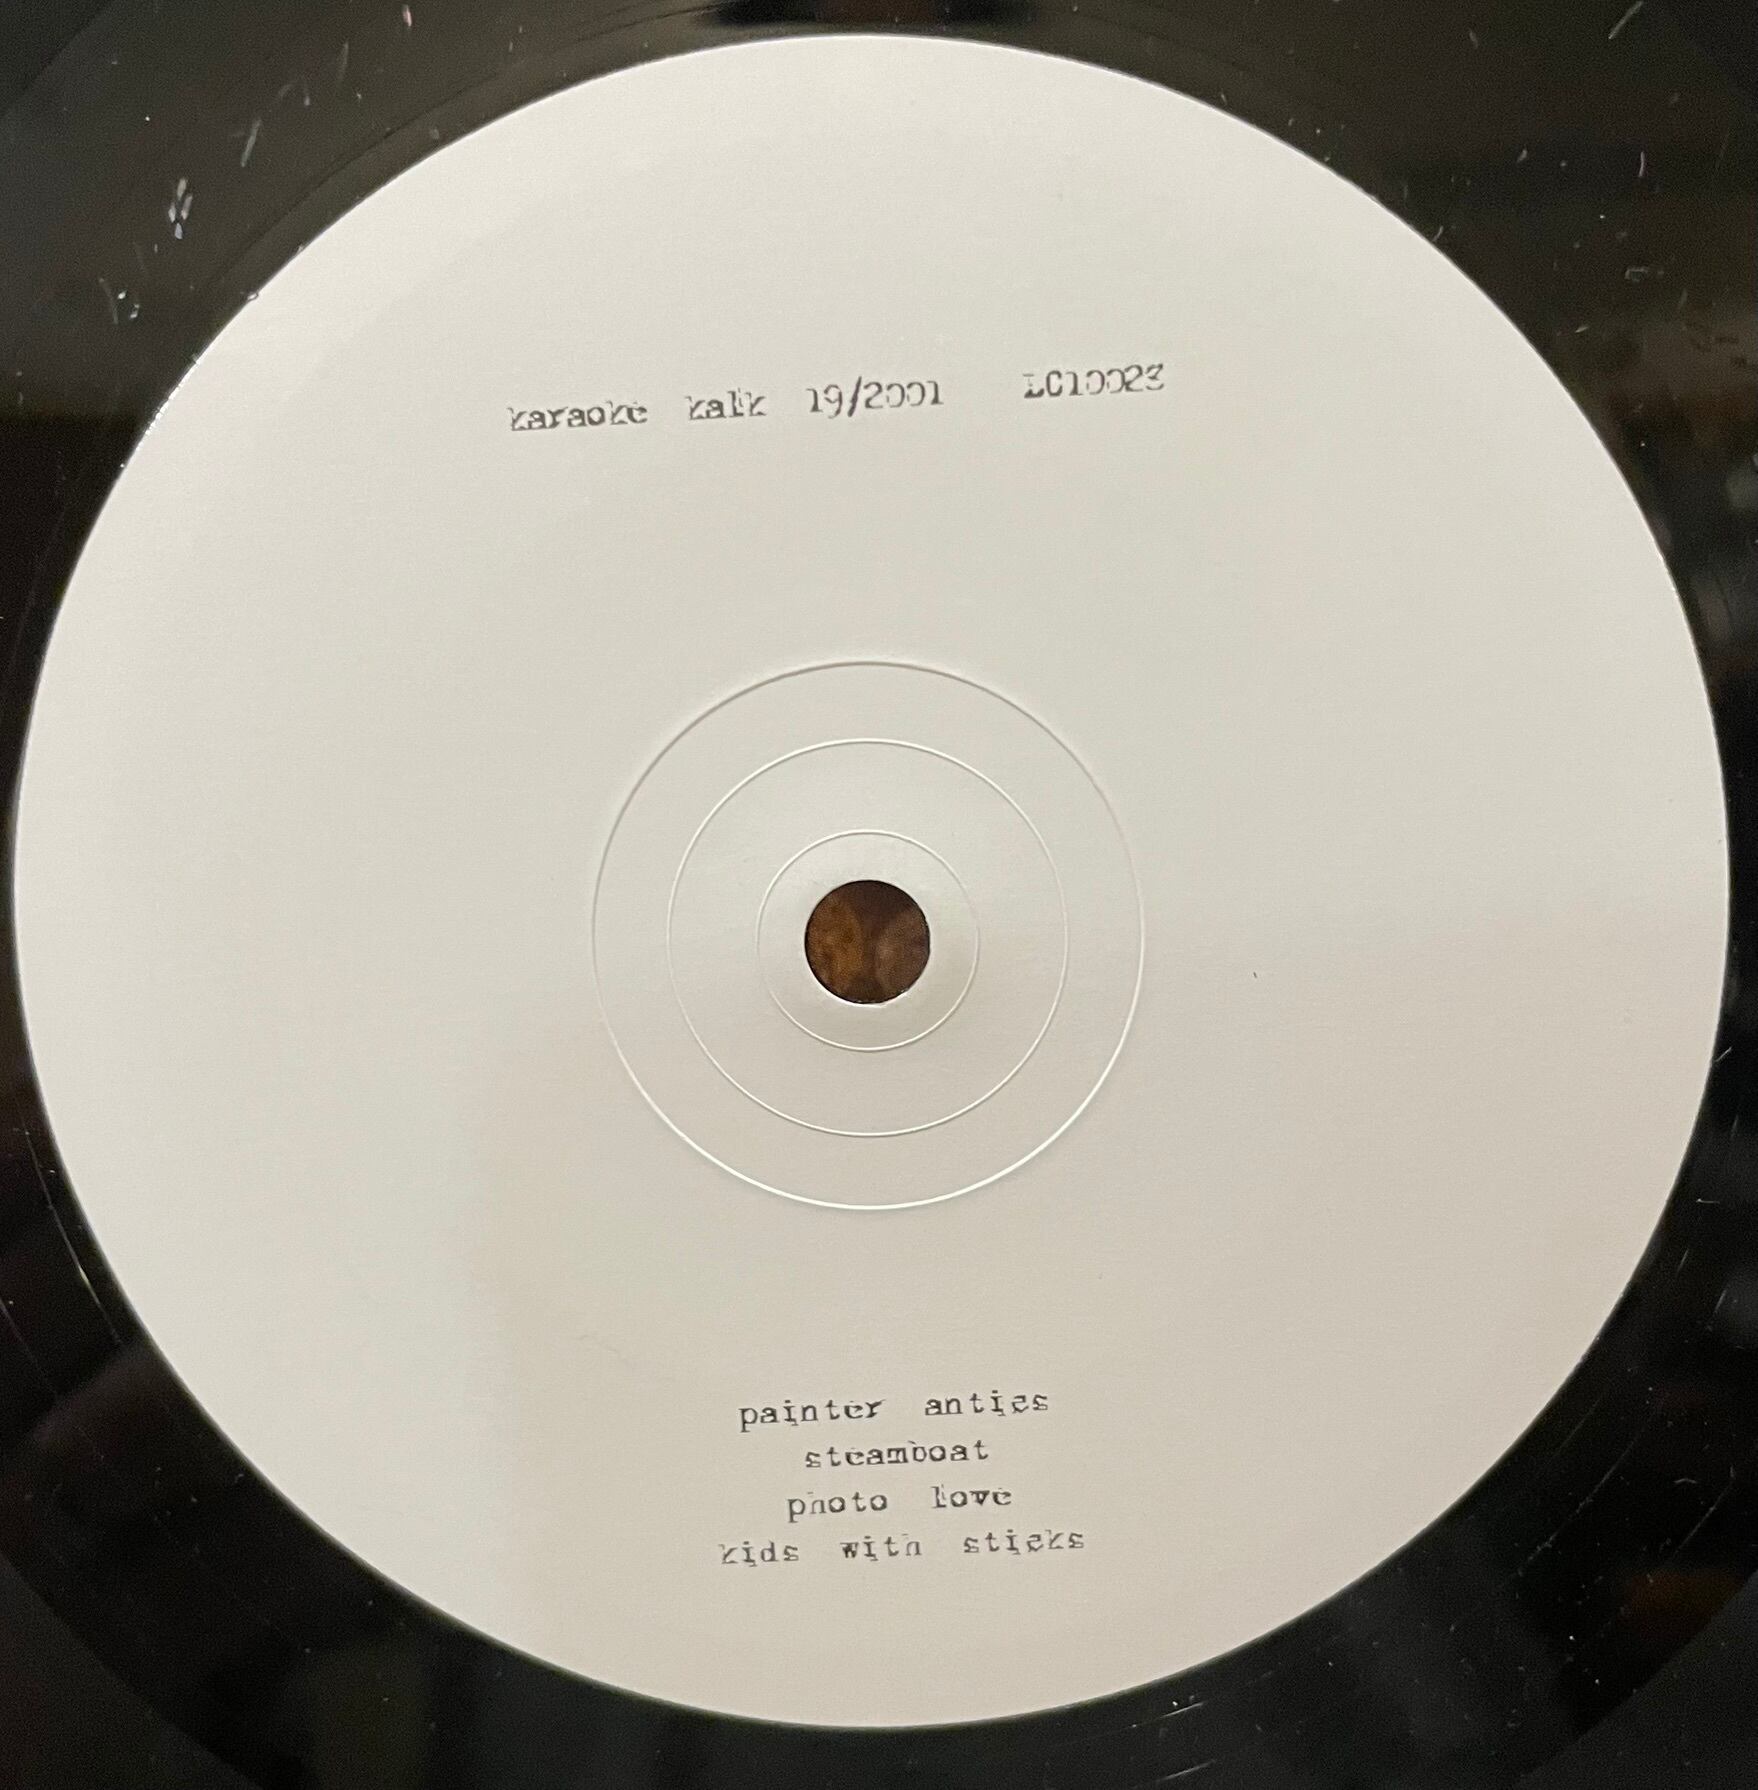 karaoke kalk 19/2001 LC10023
painter antics
steamboat
photo love
kids with sticks